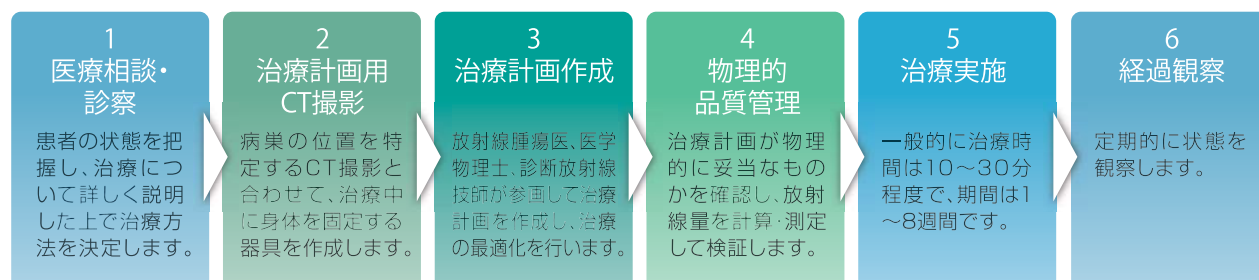 1
医療相談・
診察
患者の状態を把
握し、治療につ
いて詳しく説明
した上で治療方
法を決定します。
2
治療計画用
CT撮影
病巣の位置を特
定するCT撮影と
合わせて、治療中
に身体を固定する
器具を作成します。
3
治療計画作成
放射線腫瘍医、医学
物理士、診断放射線
技師が参画して治療
計画を作成し、治療
の最適化を行います。
4
物理的
品質管理
治療計画が物理
的に妥当なもの
かを確認し、放射
線量を計算・測定
して検証します。
5
治療実施
一般的に治療時
間は10〜30分
程度で、期間は1
〜8週間です。
6
経過観察
定期的に状態を
観察します。